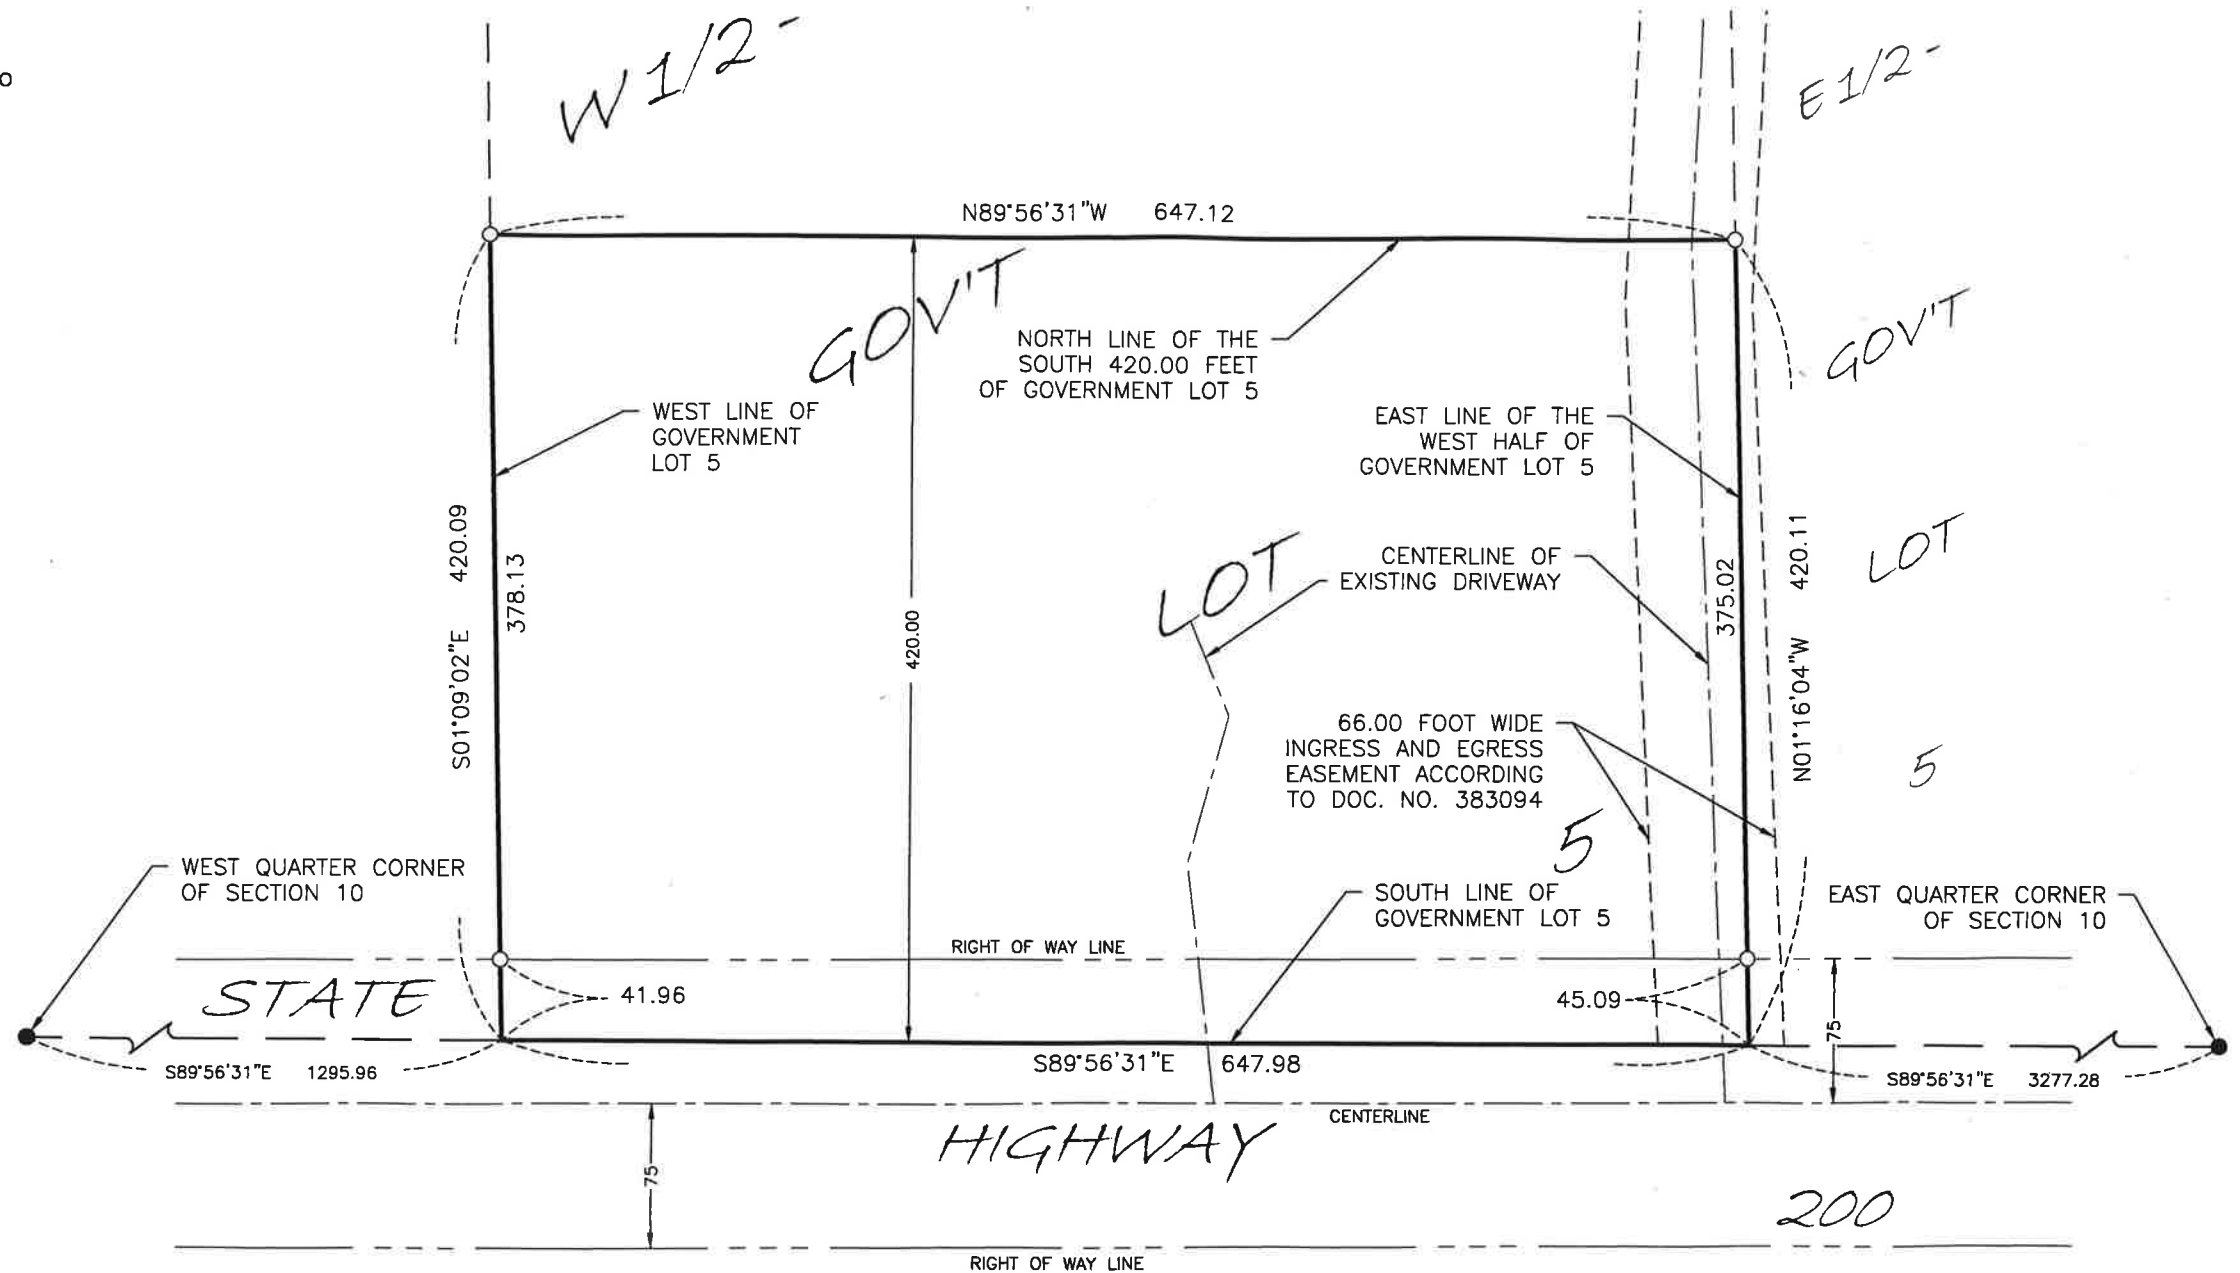 W 1/2 -
E 1/2 -
N89°56'31"W 647.12
GOV'T
GOV'T
NORTH LINE OF THE
SOUTH 420.00 FEET
OF GOVERNMENT LOT 5
WEST LINE OF
GOVERNMENT
LOT 5
EAST LINE OF THE
WEST HALF OF
GOVERNMENT LOT 5
S01°09'02"E 420.09
378.13
420.00
LOT
CENTERLINE OF
EXISTING DRIVEWAY
375.02
N01°16'04"W 420.11
LOT
66.00 FOOT WIDE
INGRESS AND EGRESS
EASEMENT ACCORDING
TO DOC. NO. 383094
5
5
WEST QUARTER CORNER
OF SECTION 10
SOUTH LINE OF
GOVERNMENT LOT 5
EAST QUARTER CORNER
OF SECTION 10
RIGHT OF WAY LINE
STATE
41.96
45.09
75
S89°56'31"E 1295.96
S89°56'31"E 647.98
S89°56'31"E 3277.28
CENTERLINE
HIGHWAY
75
200
RIGHT OF WAY LINE